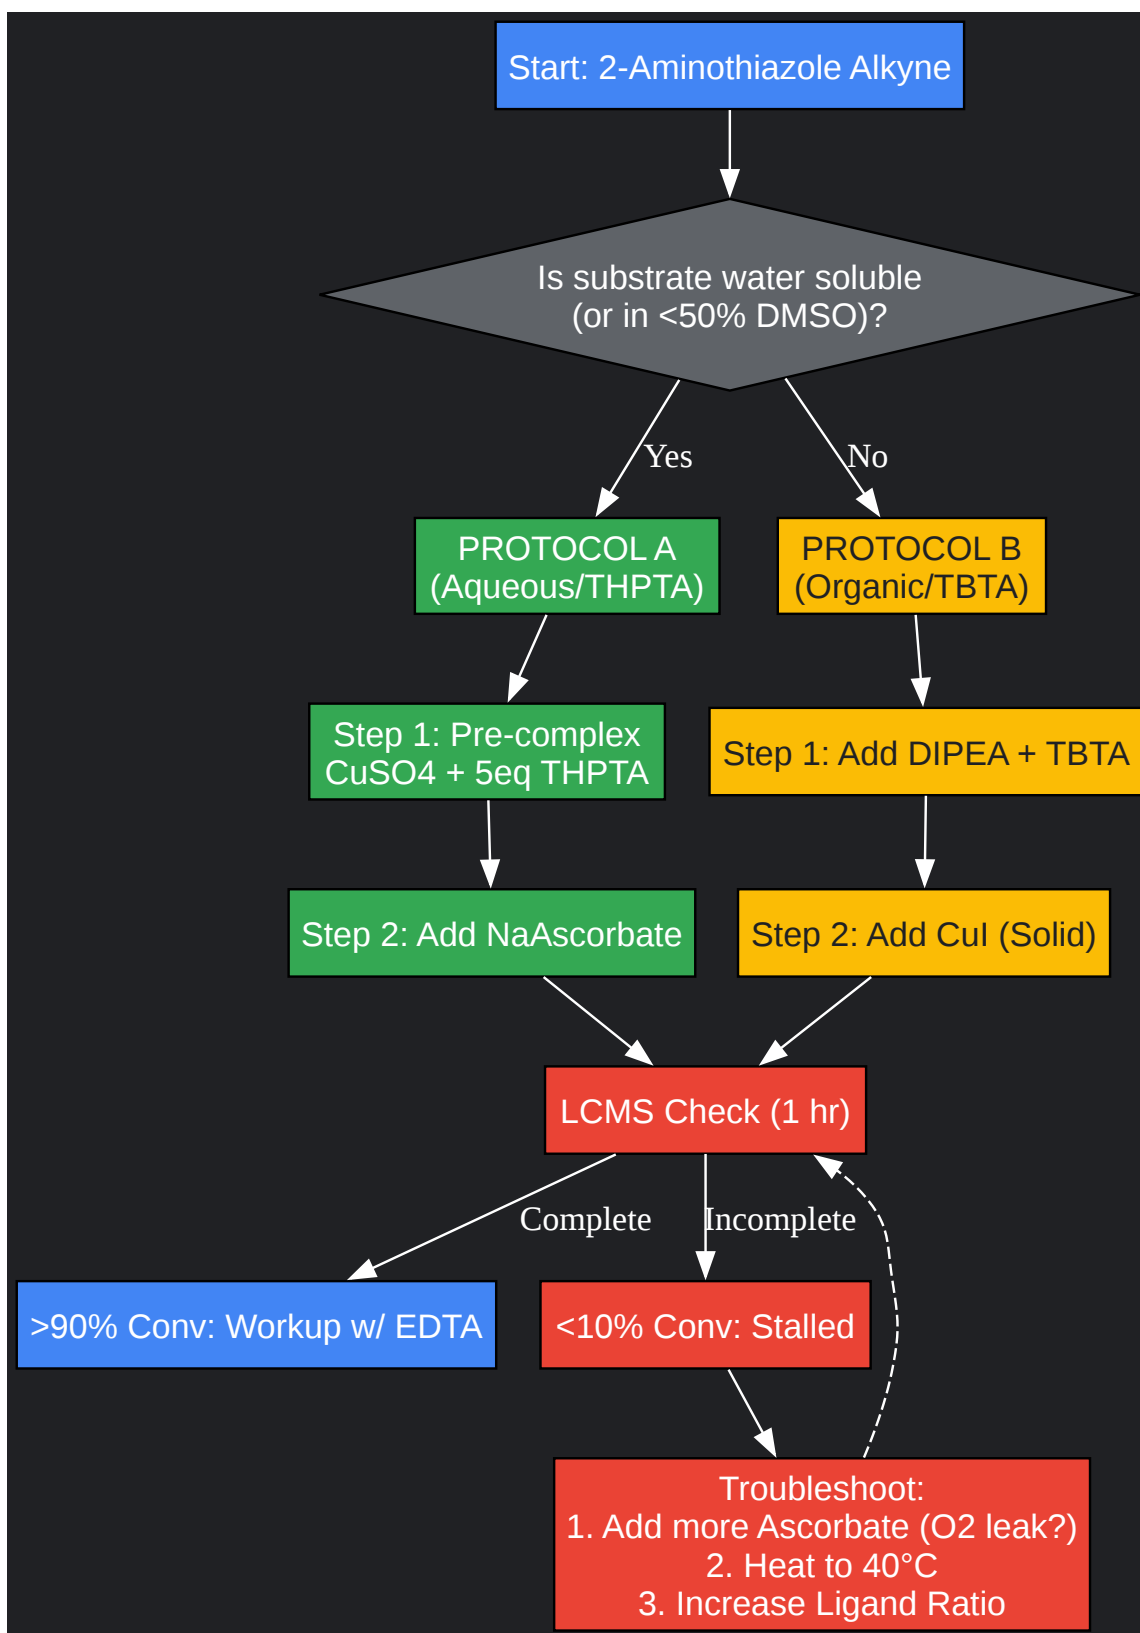 Start: 2-Aminothiazole Alkyne
Is substrate water soluble
(or in <50% DMSO)?
Yes
No
PROTOCOL A
(Aqueous/THPTA)
PROTOCOL B
(Organic/TBTA)
Step 1: Pre-complex
CuSO4 + 5eq THPTA
Step 1: Add DIPEA + TBTA
Step 2: Add NaAscorbate
Step 2: Add CuI (Solid)
LCMS Check (1 hr)
Complete
Incomplete
>90% Conv: Workup w/ EDTA
<10% Conv: Stalled
Troubleshoot:
1. Add more Ascorbate (O2 leak?)
2. Heat to 40°C
3. Increase Ligand Ratio